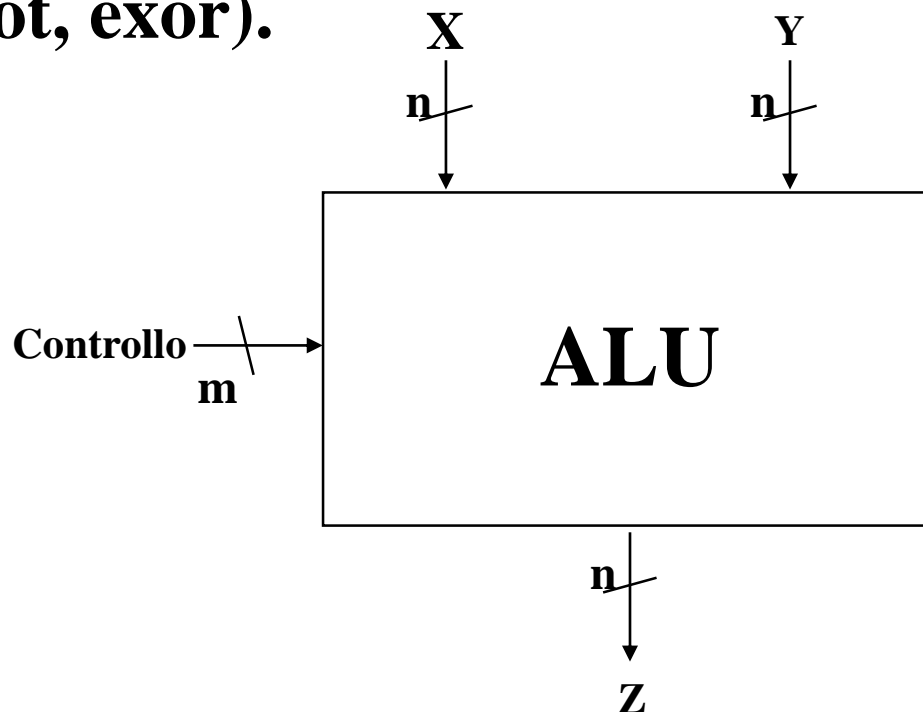 ot, exor).
X Y
n n
Controllo
m
ALU
n
Z